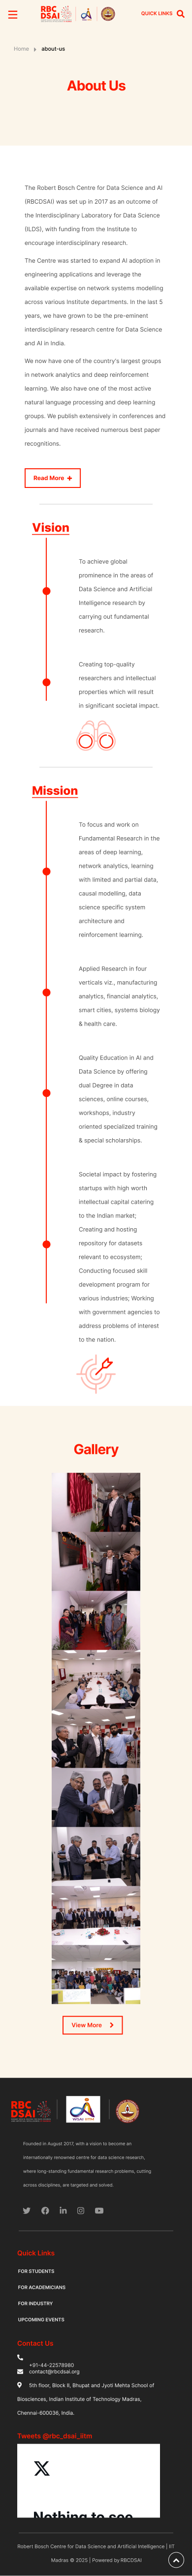 RBC
DSAI
QUICK LINKS
Home
about-us
About Us
The Robert Bosch Centre for Data Science and AI
(RBCDSAI) was set up in 2017 as an outcome of
the Interdisciplinary Laboratory for Data Science
(ILDS), with funding from the Institute to
encourage interdisciplinary research.
The Centre was started to expand AI adoption in
engineering applications and leverage the
available expertise on network systems modelling
across various Institute departments. In the last 5
years, we have grown to be the pre-eminent
interdisciplinary research centre for Data Science
and AI in India.
We now have one of the country's largest groups
in network analytics and deep reinforcement
learning. We also have one of the most active
natural language processing and deep learning
groups. We publish extensively in conferences and
journals and have received numerous best paper
recognitions.
Read More +
Vision
To achieve global
prominence in the areas of
Data Science and Artificial
Intelligence research by
carrying out fundamental
research.
Creating top-quality
researchers and intellectual
properties which will result
in significant societal impact.
Mission
To focus and work on
Fundamental Research in the
areas of deep learning,
network analytics, learning
with limited and partial data,
causal modelling, data
science specific system
architecture and
reinforcement learning.
Applied Research in four
verticals viz., manufacturing
analytics, financial analytics,
smart cities, systems biology
& health care.
Quality Education in AI and
Data Science by offering
dual Degree in data
sciences, online courses,
workshops, industry
oriented specialized training
& special scholarships.
Societal impact by fostering
startups with high worth
intellectual capital catering
to the Indian market;
Creating and hosting
repository for datasets
relevant to ecosystem;
Conducting focused skill
development program for
various industries; Working
with government agencies to
address problems of interest
to the nation.
Gallery
View More
RBC
DSAI
Founded in August 2017, with a vision to become an
internationally renowned centre for data science research,
where long-standing fundamental research problems, cutting
across disciplines, are targeted and solved.
Quick Links
FOR STUDENTS
FOR ACADEMICIANS
FOR INDUSTRY
UPCOMING EVENTS
Contact Us
+91-44-22578980
contact@rbcdsai.org
5th floor, Block II, Bhupat and Jyoti Mehta School of
Biosciences, Indian Institute of Technology Madras,
Chennai-600036, India.
Tweets @rbc_dsai_iitm
Nothing to see
Robert Bosch Centre for Data Science and Artificial Intelligence | IIT
Madras © 2025 | Powered by RBCDSAI